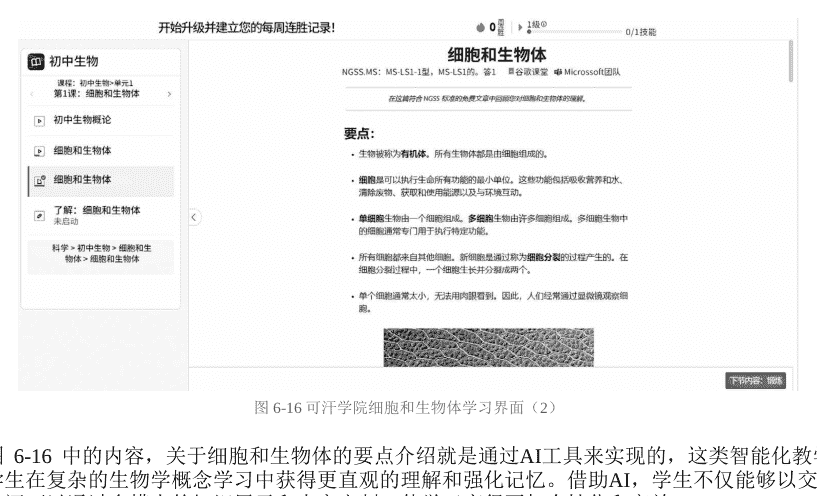 开始升级并建立您的每周连胜记录!
0 周连胜
1级
0/1技能
初中生物
课程:初中生物>单元1
第1课:细胞和生物体
初中生物概论
细胞和生物体
细胞和生物体
了解:细胞和生物体
未启动
科学 > 初中生物 > 细胞和生
物体 > 细胞和生物体
细胞和生物体
NGSS.MS:MS-LS1-1型,MS-LS1的。答1 谷歌课堂 Microssoft团队
在这篇符合 NGSS 标准的免费文章中回顾您对细胞和生物体的理解。
要点:
• 生物被称为有机体。所有生物体都是由细胞组成的。
• 细胞是可以执行生命所有功能的最小单位。这些功能包括吸收营养和水、
清除废物、获取和使用能源以及与环境互动。
• 单细胞生物由一个细胞组成。多细胞生物由许多细胞组成。多细胞生物中
的细胞通常专门用于执行特定功能。
• 所有细胞都来自其他细胞。新细胞是通过称为细胞分裂的过程产生的。在
细胞分裂过程中,一个细胞生长并分裂成两个。
• 单个细胞通常太小,无法用肉眼看到。因此,人们经常通过显微镜观察细
胞。
下节内容:锻炼
图 6-16 可汗学院细胞和生物体学习界面(2)
6-16 中的内容,关于细胞和生物体的要点介绍就是通过AI工具来实现的,这类智能化教
生在复杂的生物学概念学习中获得更直观的理解和强化记忆。借助AI,学生不仅能够以交